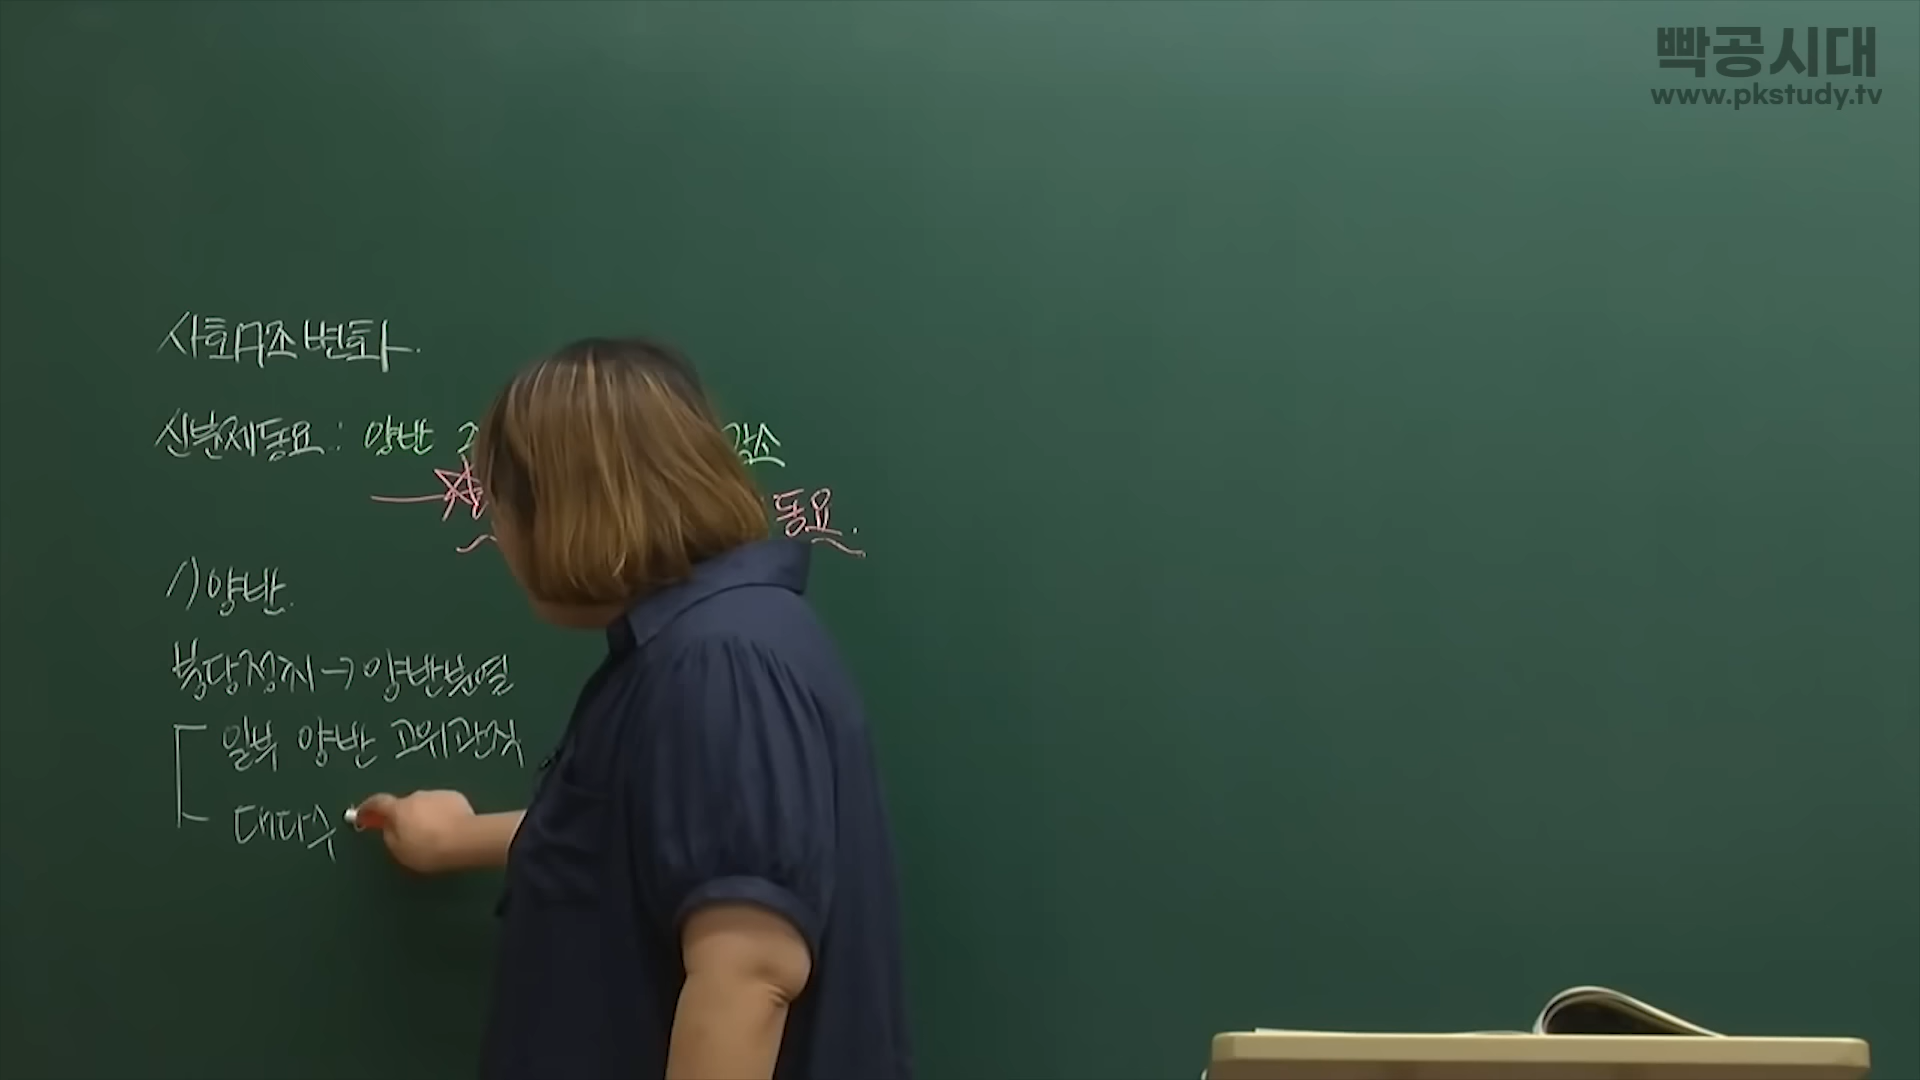 빡공시대
www.pkstudy.tv
사회구조변화.
신분제동요: 양반 감소
동요.
1) 양반.
붕당정치→양반분열
일부 양반 고위관직
대다수